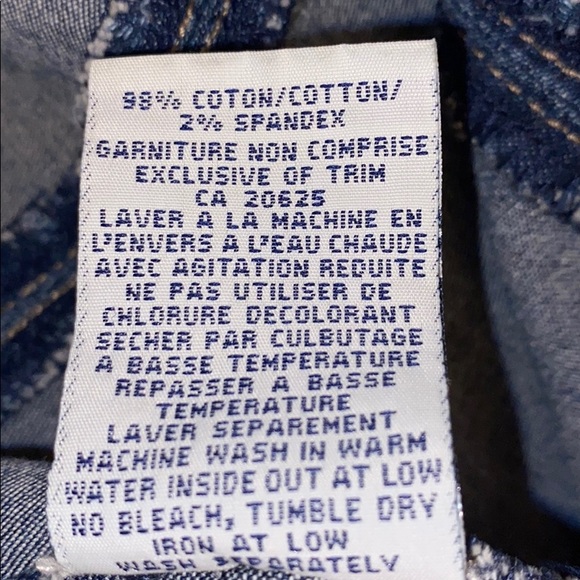 98% COTON/COTTON/
2% SPANDEX
GARNITURE NON COMPRISE
EXCLUSIVE OF TRIM
CA 20625
LAVER A LA MACHINE EN
L'ENVERS A L'EAU CHAUDE
AVEC AGITATION REDUITE
NE PAS UTILISER DE
CHLORURE DECOLORANT
SECHER PAR CULBUTAGE
A BASSE TEMPERATURE
REPASSER A BASSE
TEMPERATURE
LAVER SEPAREMENT
MACHINE WASH IN WARM
WATER INSIDE OUT AT LOW
NO BLEACH, TUMBLE DRY
IRON AT LOW
WASH SEPARATELY